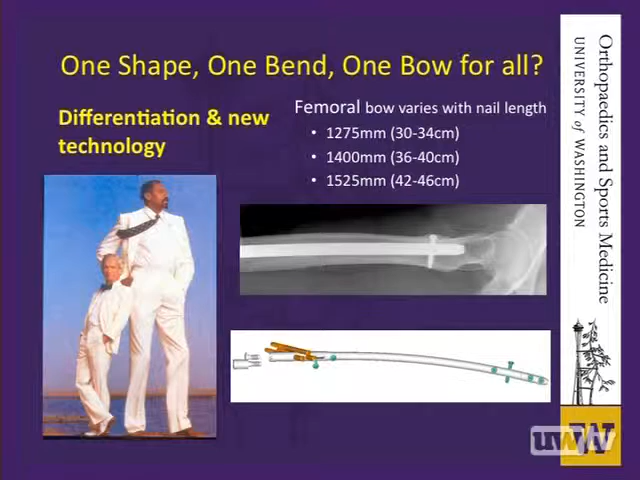 One Shape, One Bend, One Bow for all?
Differentiation & new
technology
Femoral bow varies with nail length
• 1275mm (30-34cm)
• 1400mm (36-40cm)
• 1525mm (42-46cm)
Orthopaedics and Sports Medicine
UNIVERSITY of WASHINGTON